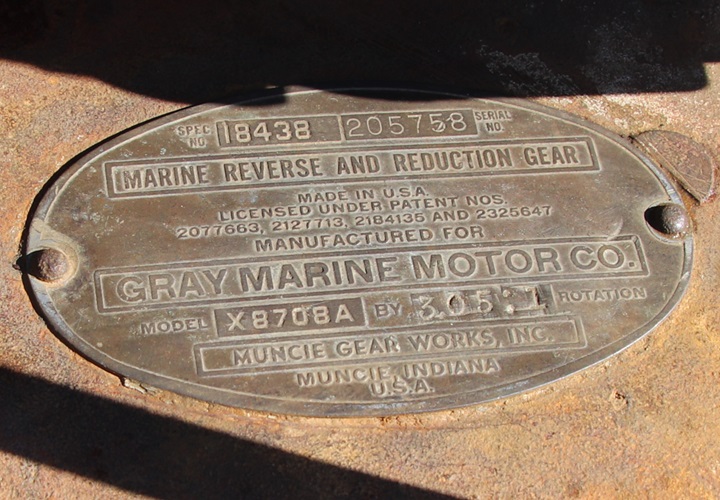 SPEC NO. 18438 205758 SERIAL NO.
MARINE REVERSE AND REDUCTION GEAR
MADE IN U.S.A.
LICENSED UNDER PATENT NOS.
2077663, 2127713, 2184135 AND 2325647
MANUFACTURED FOR
GRAY MARINE MOTOR CO.
MODEL X8708A BY 3.05:1 ROTATION
MUNCIE GEAR WORKS, INC.
MUNCIE, INDIANA
U.S.A.